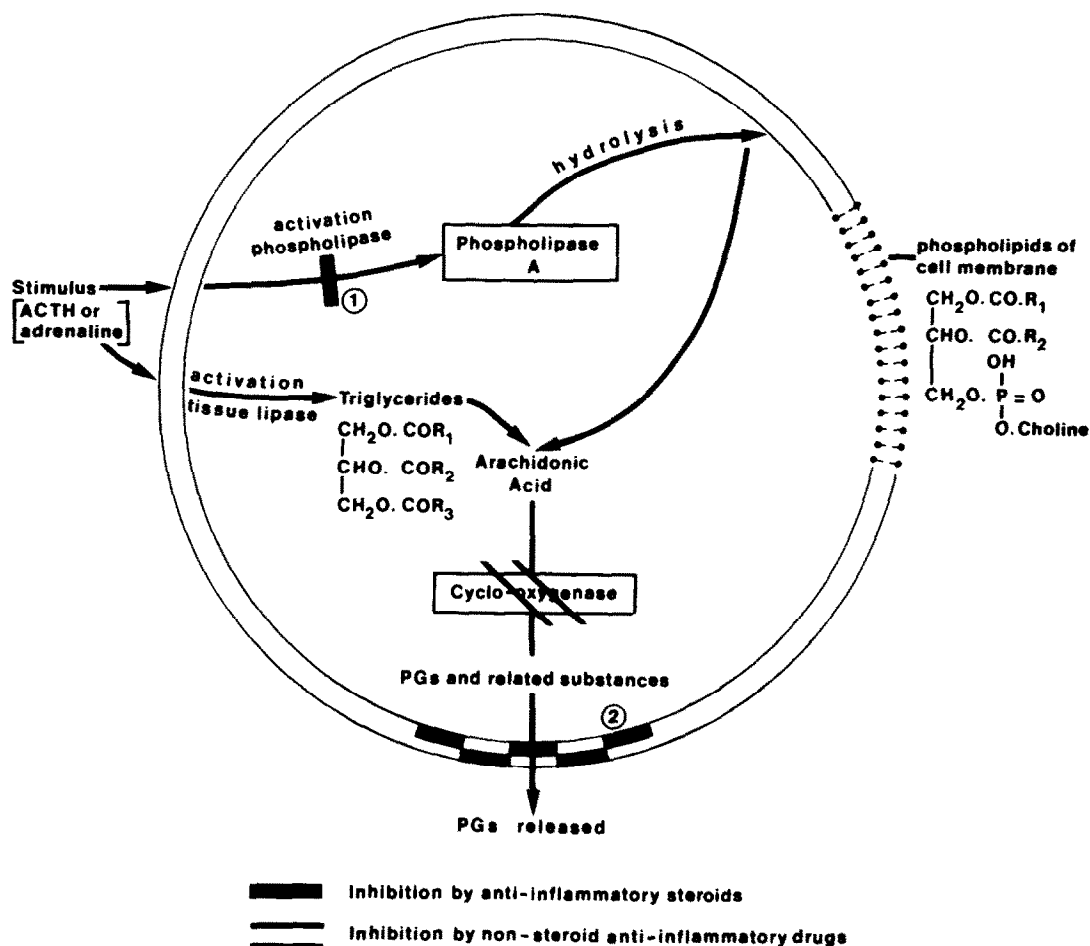 hydrolysis
activation
phospholipase
Phospholipase
A
①
phospholipids of
cell membrane
CH₂O. CO.R₁
CHO. CO.R₂
OH
CH₂O. P = O
O.Choline
Stimulus
[ACTH or
adrenaline]
activation
tissue lipase
Triglycerides
CH₂O. COR₁
CHO. COR₂
CH₂O. COR₃
Arachidonic
Acid
Cyclo-oxygenase
PGs and related substances
②
PGs released
Inhibition by anti-inflammatory steroids
Inhibition by non-steroid anti-inflammatory drugs